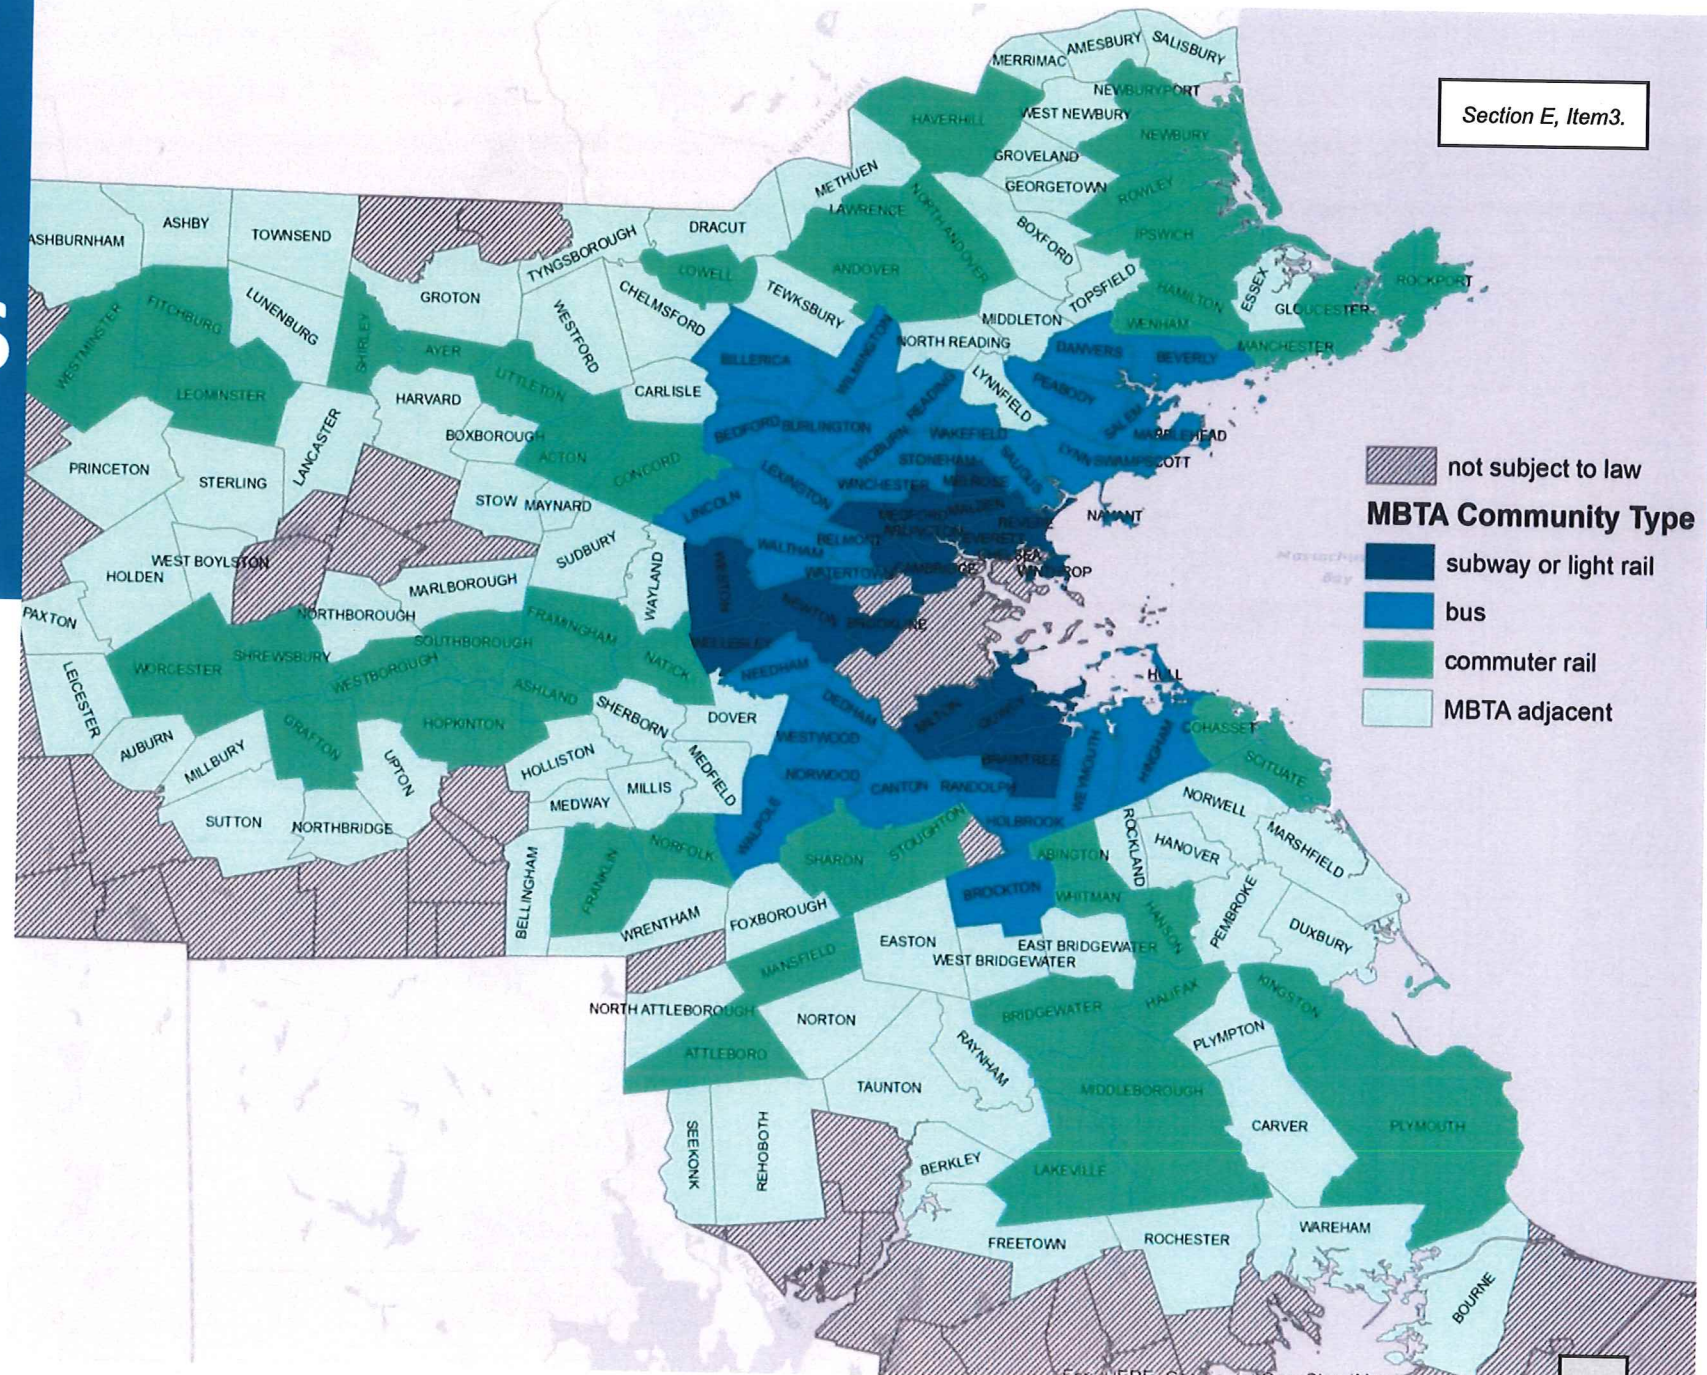 MERRIMAC
AMESBURY
SALISBURY
Section E, Item3.
NEWBURYPORT
HAVERHILL
WEST NEWBURY
NEWBURY
GROVELAND
METHUEN
GEORGETOWN
ROWLEY
LAWRENCE
NORTH ANDOVER
ASHBURNHAM
ASHBY
TOWNSEND
DRACUT
BOXFORD
IPSWICH
TYNGSBOROUGH
LOWELL
ANDOVER
TOPSFIELD
ESSEX
ROCKPORT
GROTON
CHELMSFORD
TEWKSBURY
HAMILTON
GLOUCESTER
FITCHBURG
LUNENBURG
WESTFORD
MIDDLETON
WENHAM
WESTMINSTER
SHIRLEY
AYER
WILMINGTON
NORTH READING
MANCHESTER
BILLERICA
DANVERS
BEVERLY
LITTLETON
LEOMINSTER
HARVARD
CARLISLE
READING
LYNNFIELD
PEABODY
BEDFORD
BURLINGTON
WOBURN
WAKEFIELD
SALEM
MARBLEHEAD
LANCASTER
BOXBOROUGH
ACTON
CONCORD
STONEHAM
SAUGUS
LYNN
SWAMPSCOTT
PRINCETON
STERLING
LEXINGTON
WINCHESTER
MELROSE
not subject to law
STOW
MAYNARD
LINCOLN
MEDFORD
MALDEN
REVERE
NAHANT
MBTA Community Type
ARLINGTON
EVERETT
BELMONT
CHELSEA
WALTHAM
Massachu
Bay
subway or light rail
SUDBURY
WAYLAND
WESTON
WATERTOWN
CAMBRIDGE
WINTHROP
WEST BOYLSTON
HOLDEN
MARLBOROUGH
NORTHBOROUGH
bus
PAXTON
FRAMINGHAM
NEWTON
BROOKLINE
SOUTHBOROUGH
WELLESLEY
SHREWSBURY
WORCESTER
WESTBOROUGH
NATICK
NEEDHAM
commuter rail
LEICESTER
ASHLAND
HULL
SHERBORN
DOVER
DEDHAM
MILTON
QUINCY
MBTA adjacent
HOPKINTON
GRAFTON
WESTWOOD
COHASSET
AUBURN
MILLBURY
UPTON
HOLLISTON
MEDFIELD
BRAINTREE
WEYMOUTH
HINGHAM
SCITUATE
NORWOOD
CANTON
RANDOLPH
MEDWAY
MILLIS
SUTTON
NORTHBRIDGE
WALPOLE
HOLBROOK
NORWELL
NORFOLK
STOUGHTON
ROCKLAND
HANOVER
MARSHFIELD
SHARON
ABINGTON
BELLINGHAM
FRANKLIN
BROCKTON
WHITMAN
WRENTHAM
FOXBOROUGH
HANSON
PEMBROKE
DUXBURY
EASTON
EAST BRIDGEWATER
WEST BRIDGEWATER
MANSFIELD
NORTH ATTLEBOROUGH
NORTON
BRIDGEWATER
HALIFAX
KINGSTON
PLYMPTON
ATTLEBORO
RAYNHAM
TAUNTON
MIDDLEBOROUGH
CARVER
PLYMOUTH
SEEKONK
REHOBOTH
BERKLEY
LAKEVILLE
FREETOWN
ROCHESTER
WAREHAM
BOURNE